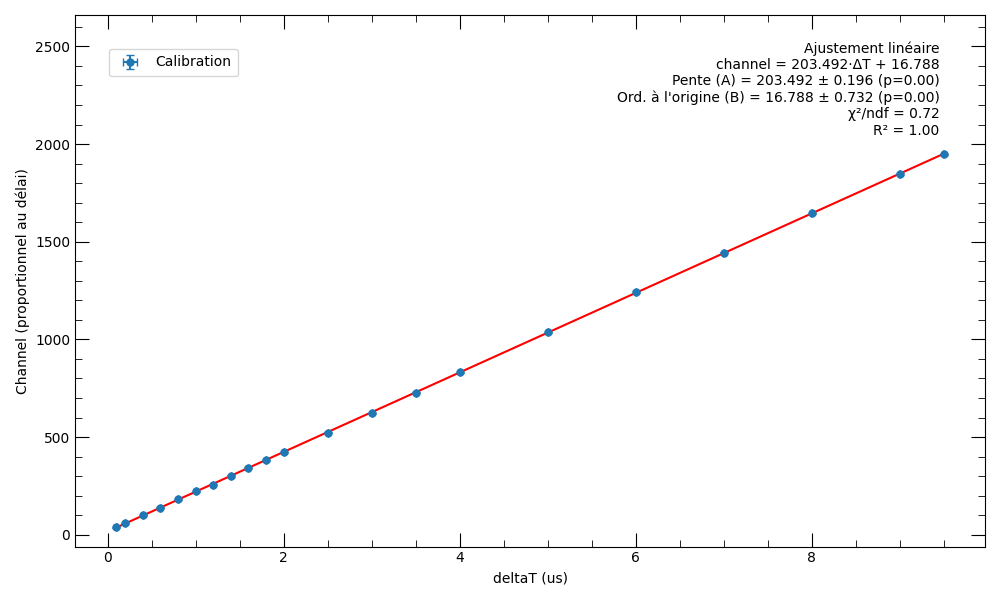 Calibration
Ajustement linéaire
channel = 203.492·ΔT + 16.788
Pente (A) = 203.492 ± 0.196 (p=0.00)
Ord. à l'origine (B) = 16.788 ± 0.732 (p=0.00)
χ²/ndf = 0.72
R² = 1.00
Channel (proportionnel au délai)
2500
2000
1500
1000
500
0
0 2 4 6 8
deltaT (us)